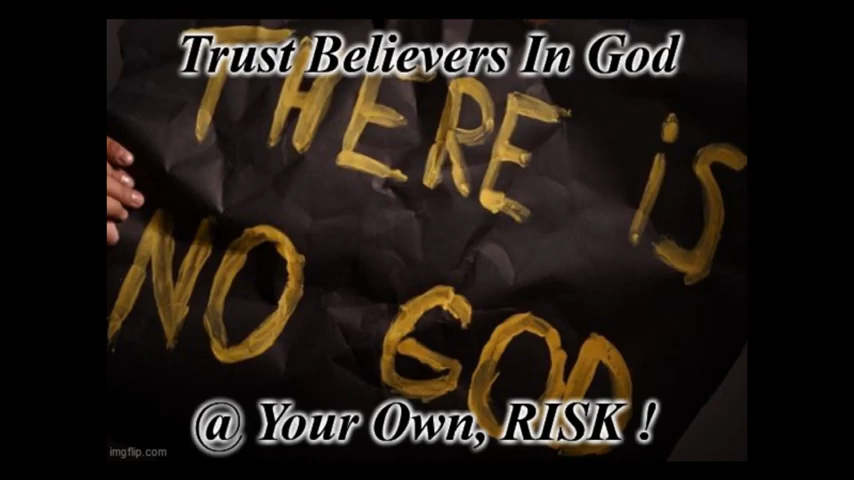 Trust Believers In God
THERE iS
NO GOD
@ Your Own, RISK !
imgflip.com